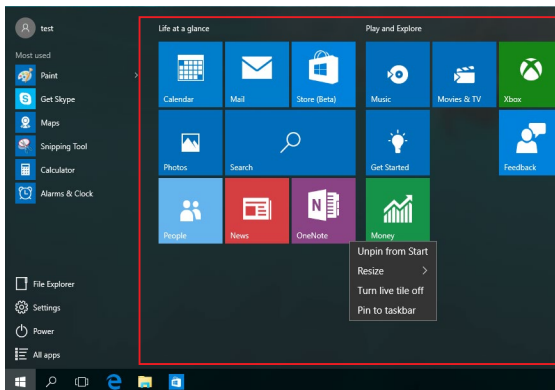 test
Most used
Paint
Get Skype
Maps
Snipping Tool
Calculator
Alarms & Clock
File Explorer
Settings
Power
All apps
Life at a glance
Calendar
Mail
Store (Beta)
Photos
Search
People
News
OneNote
Play and Explore
Music
Movies & TV
Xbox
Get Started
Feedback
Money
Unpin from Start
Resize
Turn live tile off
Pin to taskbar